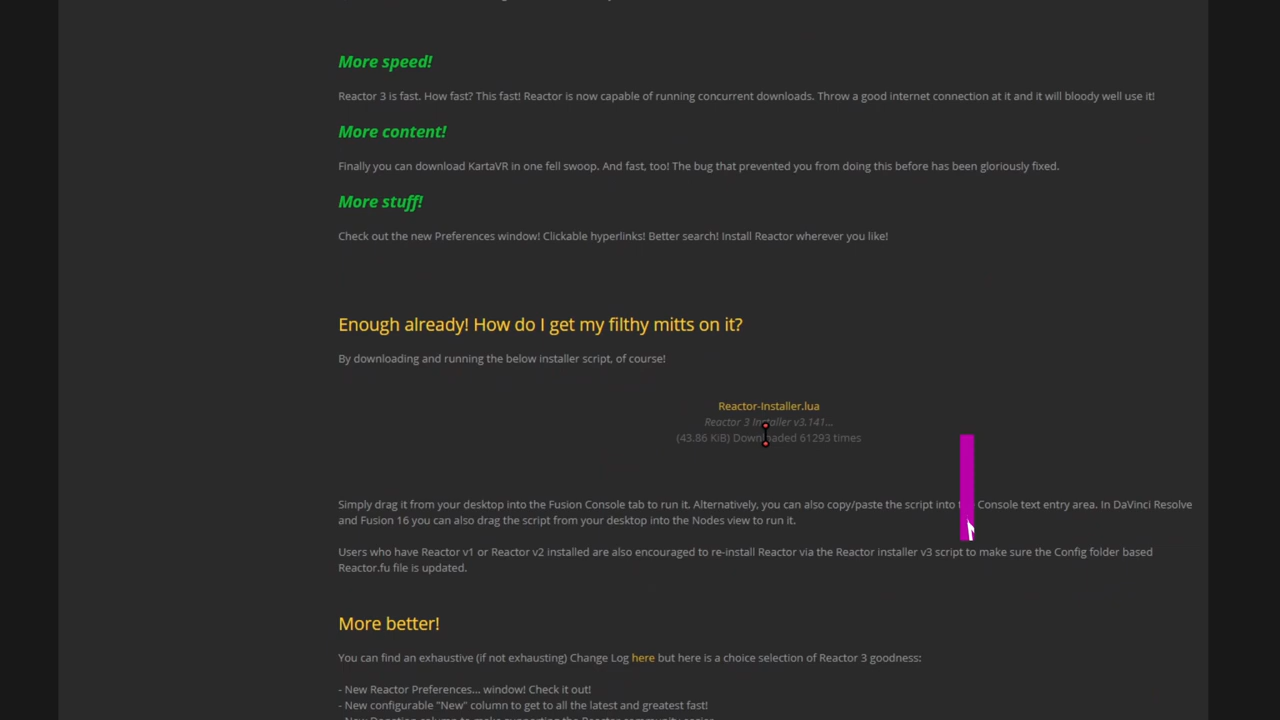 More speed!
Reactor 3 is fast. How fast? This fast! Reactor is now capable of running concurrent downloads. Throw a good internet connection at it and it will bloody well use it!
More content!
Finally you can download KartaVR in one fell swoop. And fast, too! The bug that prevented you from doing this before has been gloriously fixed.
More stuff!
Check out the new Preferences window! Clickable hyperlinks! Better search! Install Reactor wherever you like!
Enough already! How do I get my filthy mitts on it?
By downloading and running the below installer script, of course!
Reactor-Installer.lua
Reactor 3 Installer v3.141...
(43.86 KiB) Downloaded 61293 times
Simply drag it from your desktop into the Fusion Console tab to run it. Alternatively, you can also copy/paste the script into Console text entry area. In DaVinci Resolve
and Fusion 16 you can also drag the script from your desktop into the Nodes view to run it.
Users who have Reactor v1 or Reactor v2 installed are also encouraged to re-install Reactor via the Reactor installer v3 script to make sure the Config folder based
Reactor.fu file is updated.
More better!
You can find an exhaustive (if not exhausting) Change Log here but here is a choice selection of Reactor 3 goodness:
- New Reactor Preferences... window! Check it out!
- New configurable "New" column to get to all the latest and greatest fast!